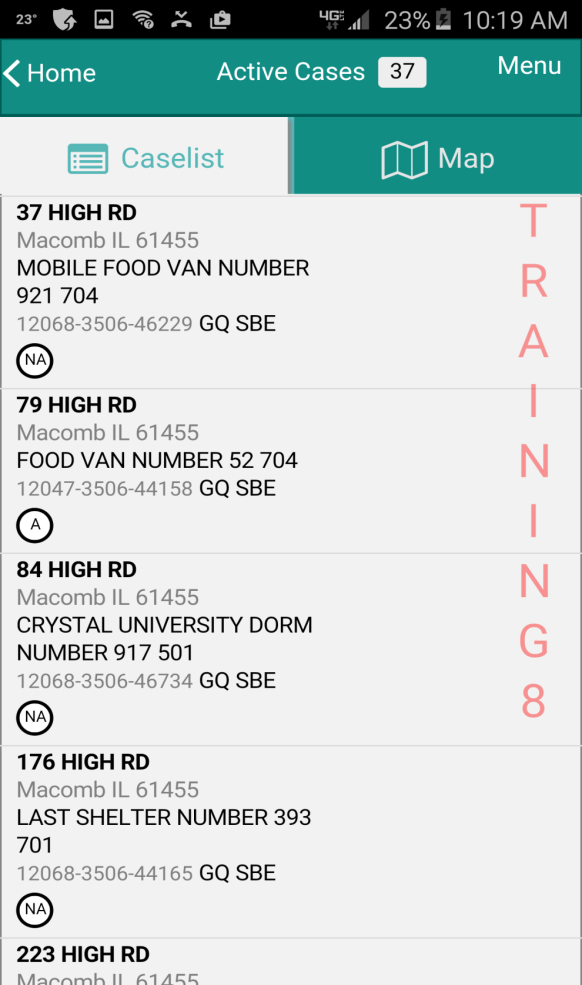 23°
4G
23%
10:19 AM
Home
Active Cases 37
Menu
Caselist
Map
37 HIGH RD
Macomb IL 61455
MOBILE FOOD VAN NUMBER
921 704
12068-3506-46229 GQ SBE
NA
79 HIGH RD
Macomb IL 61455
FOOD VAN NUMBER 52 704
12047-3506-44158 GQ SBE
A
84 HIGH RD
Macomb IL 61455
CRYSTAL UNIVERSITY DORM
NUMBER 917 501
12068-3506-46734 GQ SBE
NA
176 HIGH RD
Macomb IL 61455
LAST SHELTER NUMBER 393
701
12068-3506-44165 GQ SBE
NA
223 HIGH RD
Macomb IL 61455
T
R
A
I
N
I
N
G
8